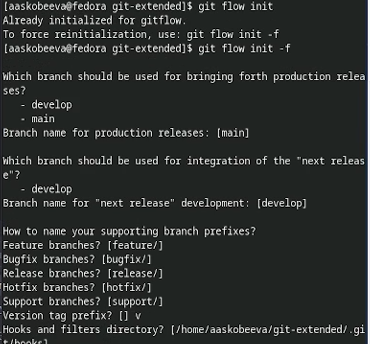 [aaskobeeva@fedora git-extended]$ git flow init
Already initialized for gitflow.
To force reinitialization, use: git flow init -f
[aaskobeeva@fedora git-extended]$ git flow init -f
Which branch should be used for bringing forth production relea
ses?
- develop
- main
Branch name for production releases: [main]
Which branch should be used for integration of the "next releas
e"?
- develop
Branch name for "next release" development: [develop]
How to name your supporting branch prefixes?
Feature branches? [feature/]
Bugfix branches? [bugfix/]
Release branches? [release/]
Hotfix branches? [hotfix/]
Support branches? [support/]
Version tag prefix? [] v
Hooks and filters directory? [/home/aaskobeeva/git-extended/.gi
t/hooks]